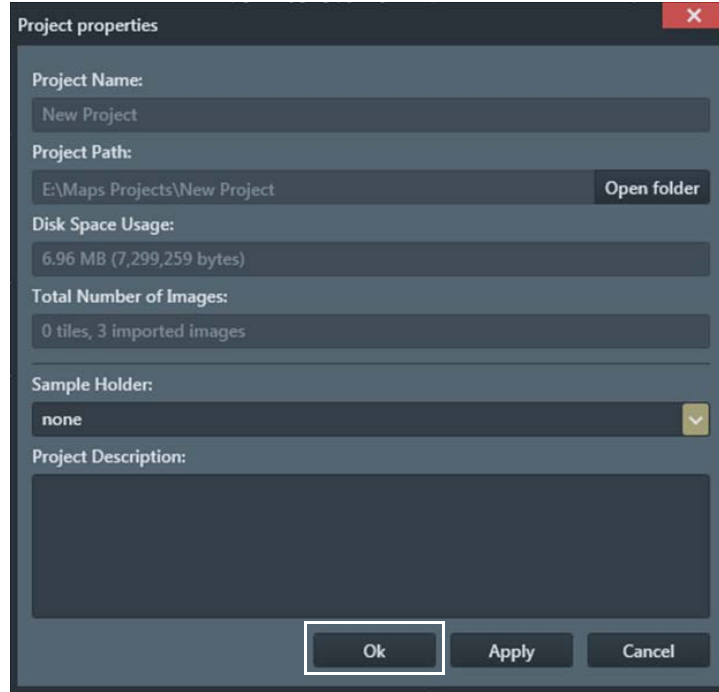 Project properties
Project Name:
New Project
Project Path:
E:\Maps Projects\New Project
Open folder
Disk Space Usage:
6.96 MB (7,299,259 bytes)
Total Number of Images:
0 tiles, 3 imported images
Sample Holder:
none
Project Description:
Ok Apply Cancel